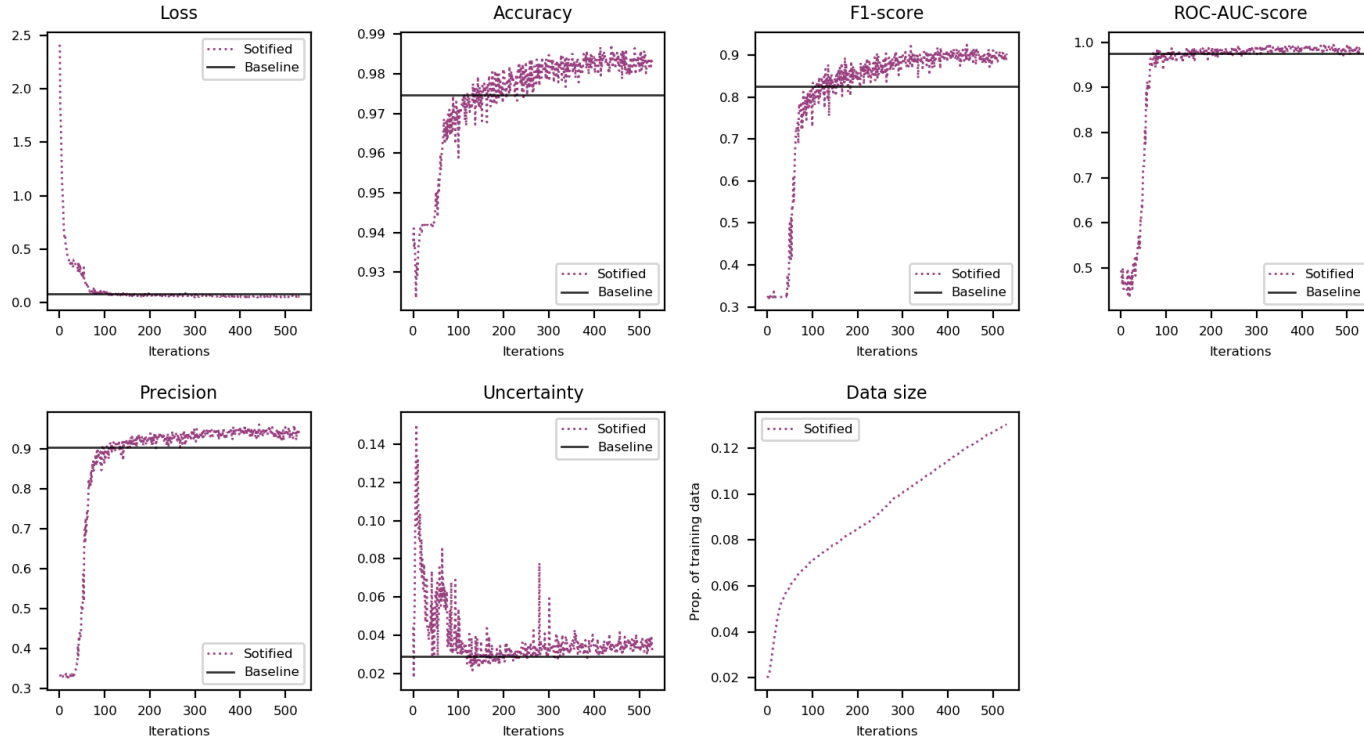 Loss
2.5
2.0
1.5
1.0
0.5
0.0
0 100 200 300 400 500
Iterations
Sotified
Baseline
Accuracy
0.99
0.98
0.97
0.96
0.95
0.94
0.93
0 100 200 300 400 500
Iterations
Sotified
Baseline
F1-score
0.9
0.8
0.7
0.6
0.5
0.4
0.3
0 100 200 300 400 500
Iterations
Sotified
Baseline
ROC-AUC-score
1.0
0.9
0.8
0.7
0.6
0.5
0 100 200 300 400 500
Iterations
Sotified
Baseline
Precision
0.9
0.8
0.7
0.6
0.5
0.4
0.3
0 100 200 300 400 500
Iterations
Sotified
Baseline
Uncertainty
0.14
0.12
0.10
0.08
0.06
0.04
0.02
0 100 200 300 400 500
Iterations
Sotified
Baseline
Data size
Prop. of training data
0.12
0.10
0.08
0.06
0.04
0.02
0 100 200 300 400 500
Iterations
Sotified